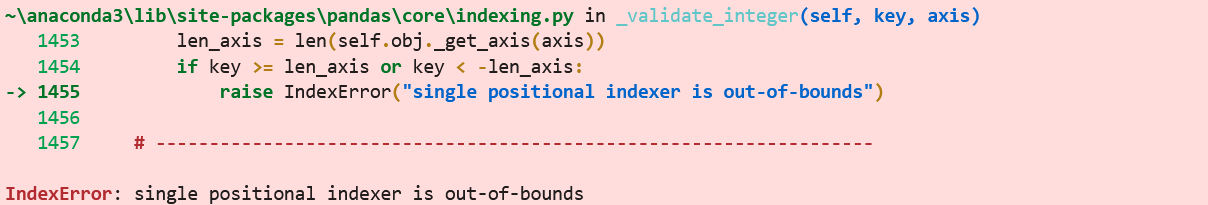 ~\anaconda3\lib\site-packages\pandas\core\indexing.py in _validate_integer(self, key, axis)
   1453         len_axis = len(self.obj._get_axis(axis))
   1454         if key >= len_axis or key < -len_axis:
-> 1455             raise IndexError("single positional indexer is out-of-bounds")
   1456
   1457     # -------------------------------------------------------------------
IndexError: single positional indexer is out-of-bounds